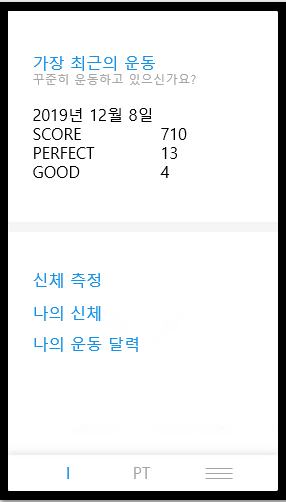 가장 최근의 운동
꾸준히 운동하고 있으신가요?
2019년 12월 8일
SCORE 710
PERFECT 13
GOOD 4
신체 측정
나의 신체
나의 운동 달력
I PT